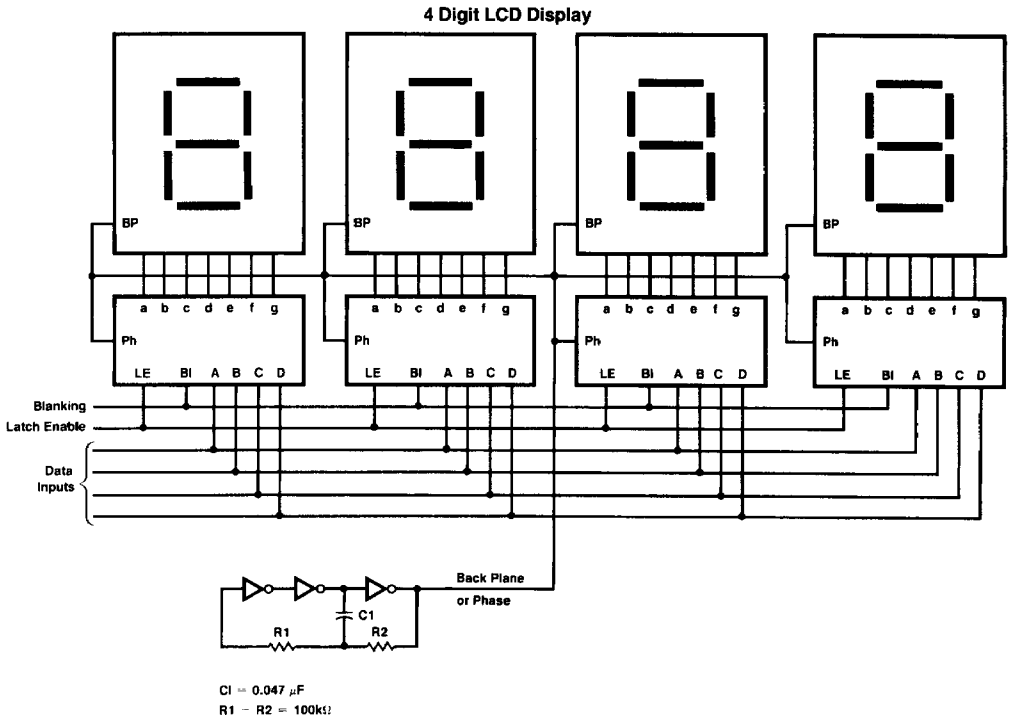 4 Digit LCD Display
BP BP BP BP
a b c d e f g a b c d e f g a b c d e f g a b c d e f g
Ph Ph Ph Ph
LE BI A B C D LE BI A B C D LE BI A B C D LE BI A B C D
Blanking
Latch Enable
Data
Inputs
Back Plane
or Phase
C1
R1 R2
CI = 0.047 μF
R1 - R2 = 100kΩ